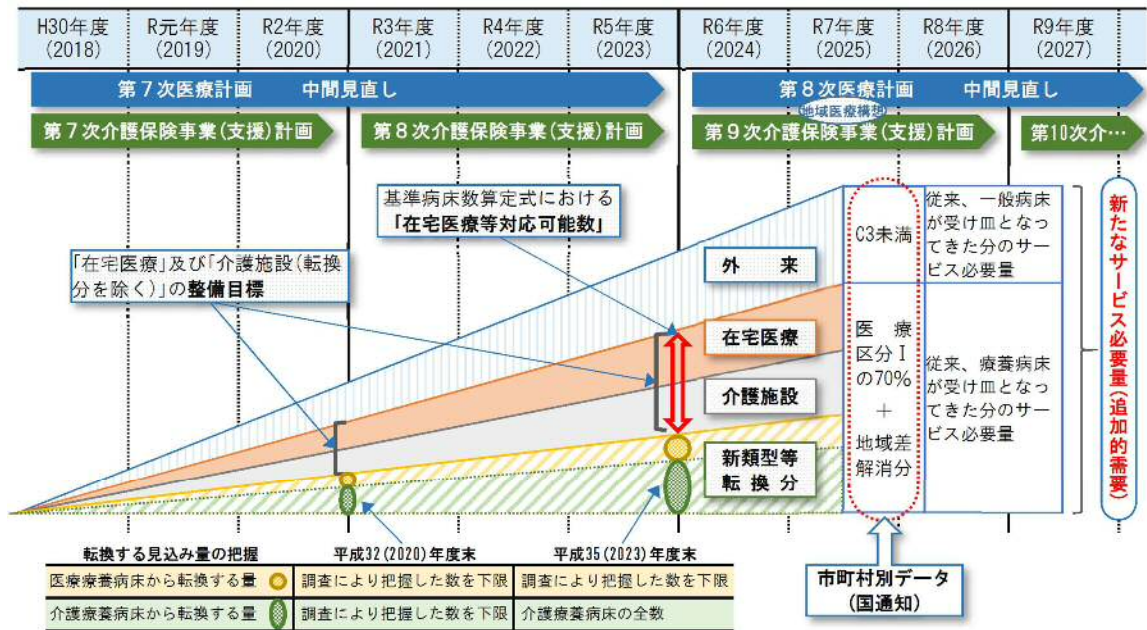 H30年度 R元年度 R2年度 R3年度 R4年度 R5年度 R6年度 R7年度 R8年度 R9年度
(2018) (2019) (2020) (2021) (2022) (2023) (2024) (2025) (2026) (2027)
第7次医療計画 中間見直し
第8次医療計画 中間見直し
地域医療構想
第7次介護保険事業(支援)計画
第8次介護保険事業(支援)計画
第9次介護保険事業(支援)計画
第10次介…
基準病床数算定式における
「在宅医療等対応可能数」
「在宅医療」及び「介護施設(転換
分を除く)」の整備目標
外 来
在宅医療
介護施設
新類型等
転 換 分
C3未満
医 療
区分Ⅰ
の70%
+
地域差
解消分
従来、一般病床
が受け皿となっ
てきた分のサー
ビス必要量
従来、療養病床
が受け皿となっ
てきた分のサー
ビス必要量
新たなサービス必要量(追加的需要)
市町村別データ
(国通知)
転換する見込み量の把握 平成32(2020)年度末 平成35(2023)年度末
医療療養病床から転換する量 調査により把握した数を下限 調査により把握した数を下限
介護療養病床から転換する量 調査により把握した数を下限 介護療養病床の全数